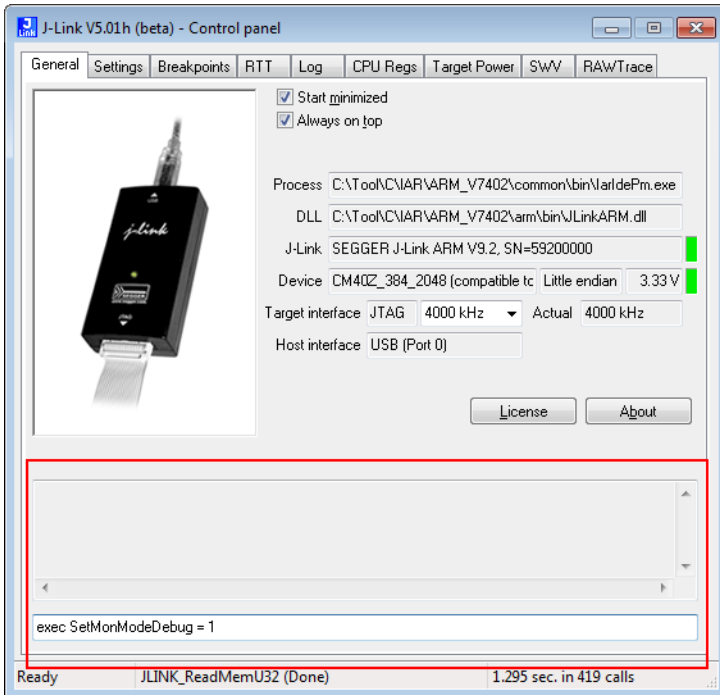 J-Link V5.01h (beta) - Control panel
General Settings Breakpoints RTT Log CPU Regs Target Power SWV RAWTrace
Start minimized
Always on top
Process C:\Tool\C\IAR\ARM_V7402\common\bin\IarIdePm.exe
DLL C:\Tool\C\IAR\ARM_V7402\arm\bin\JLinkARM.dll
J-Link SEGGER J-Link ARM V9.2, SN=59200000
Device CM40Z_384_2048 (compatible tc Little endian 3.33 V
Target interface JTAG 4000 kHz Actual 4000 kHz
Host interface USB (Port 0)
j-link
USB
SEGGER
JTAG
License About
exec SetMonModeDebug = 1
Ready JLINK_ReadMemU32 (Done) 1.295 sec. in 419 calls